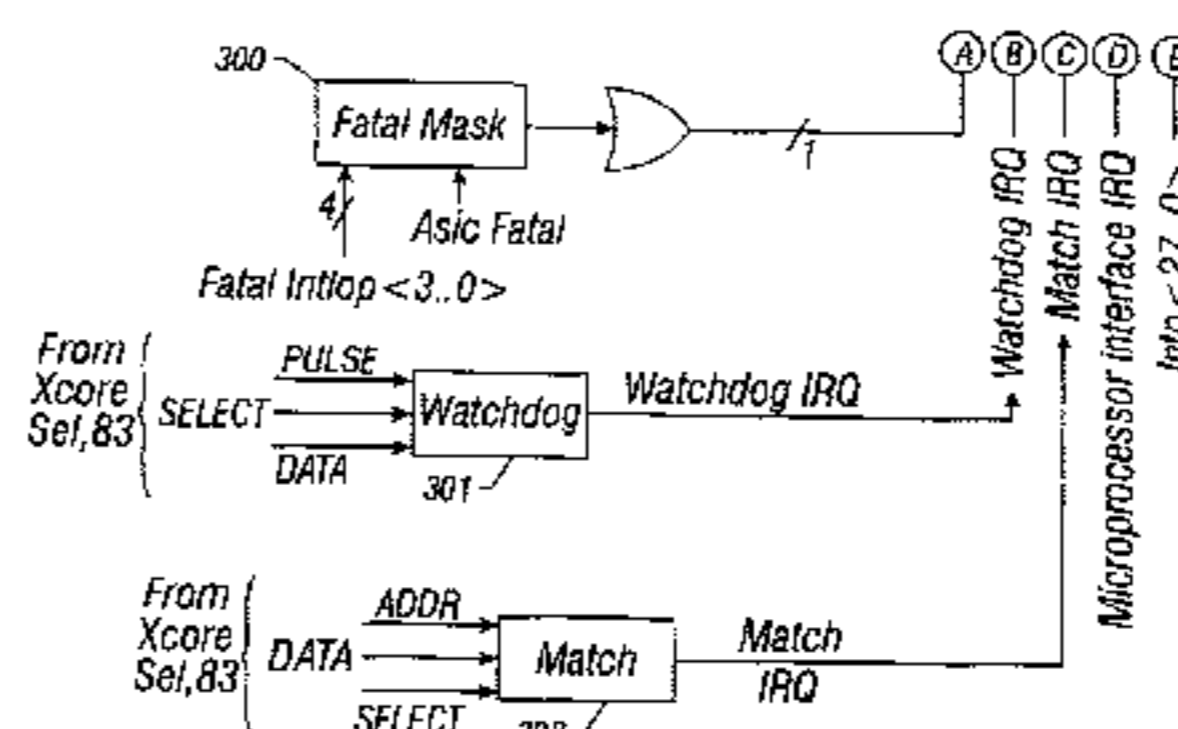 300
A B C D E
Fatal Mask
1
4
Asic Fatal
Fatal Intlop <3..0>
Watchdog IRQ
Match IRQ
Microprocessor interface IRQ
From
Xcore
Sel,83
PULSE
SELECT
DATA
Watchdog
301
Watchdog IRQ
From
Xcore
Sel,83
ADDR
DATA
SELECT
Match
Match
IRQ